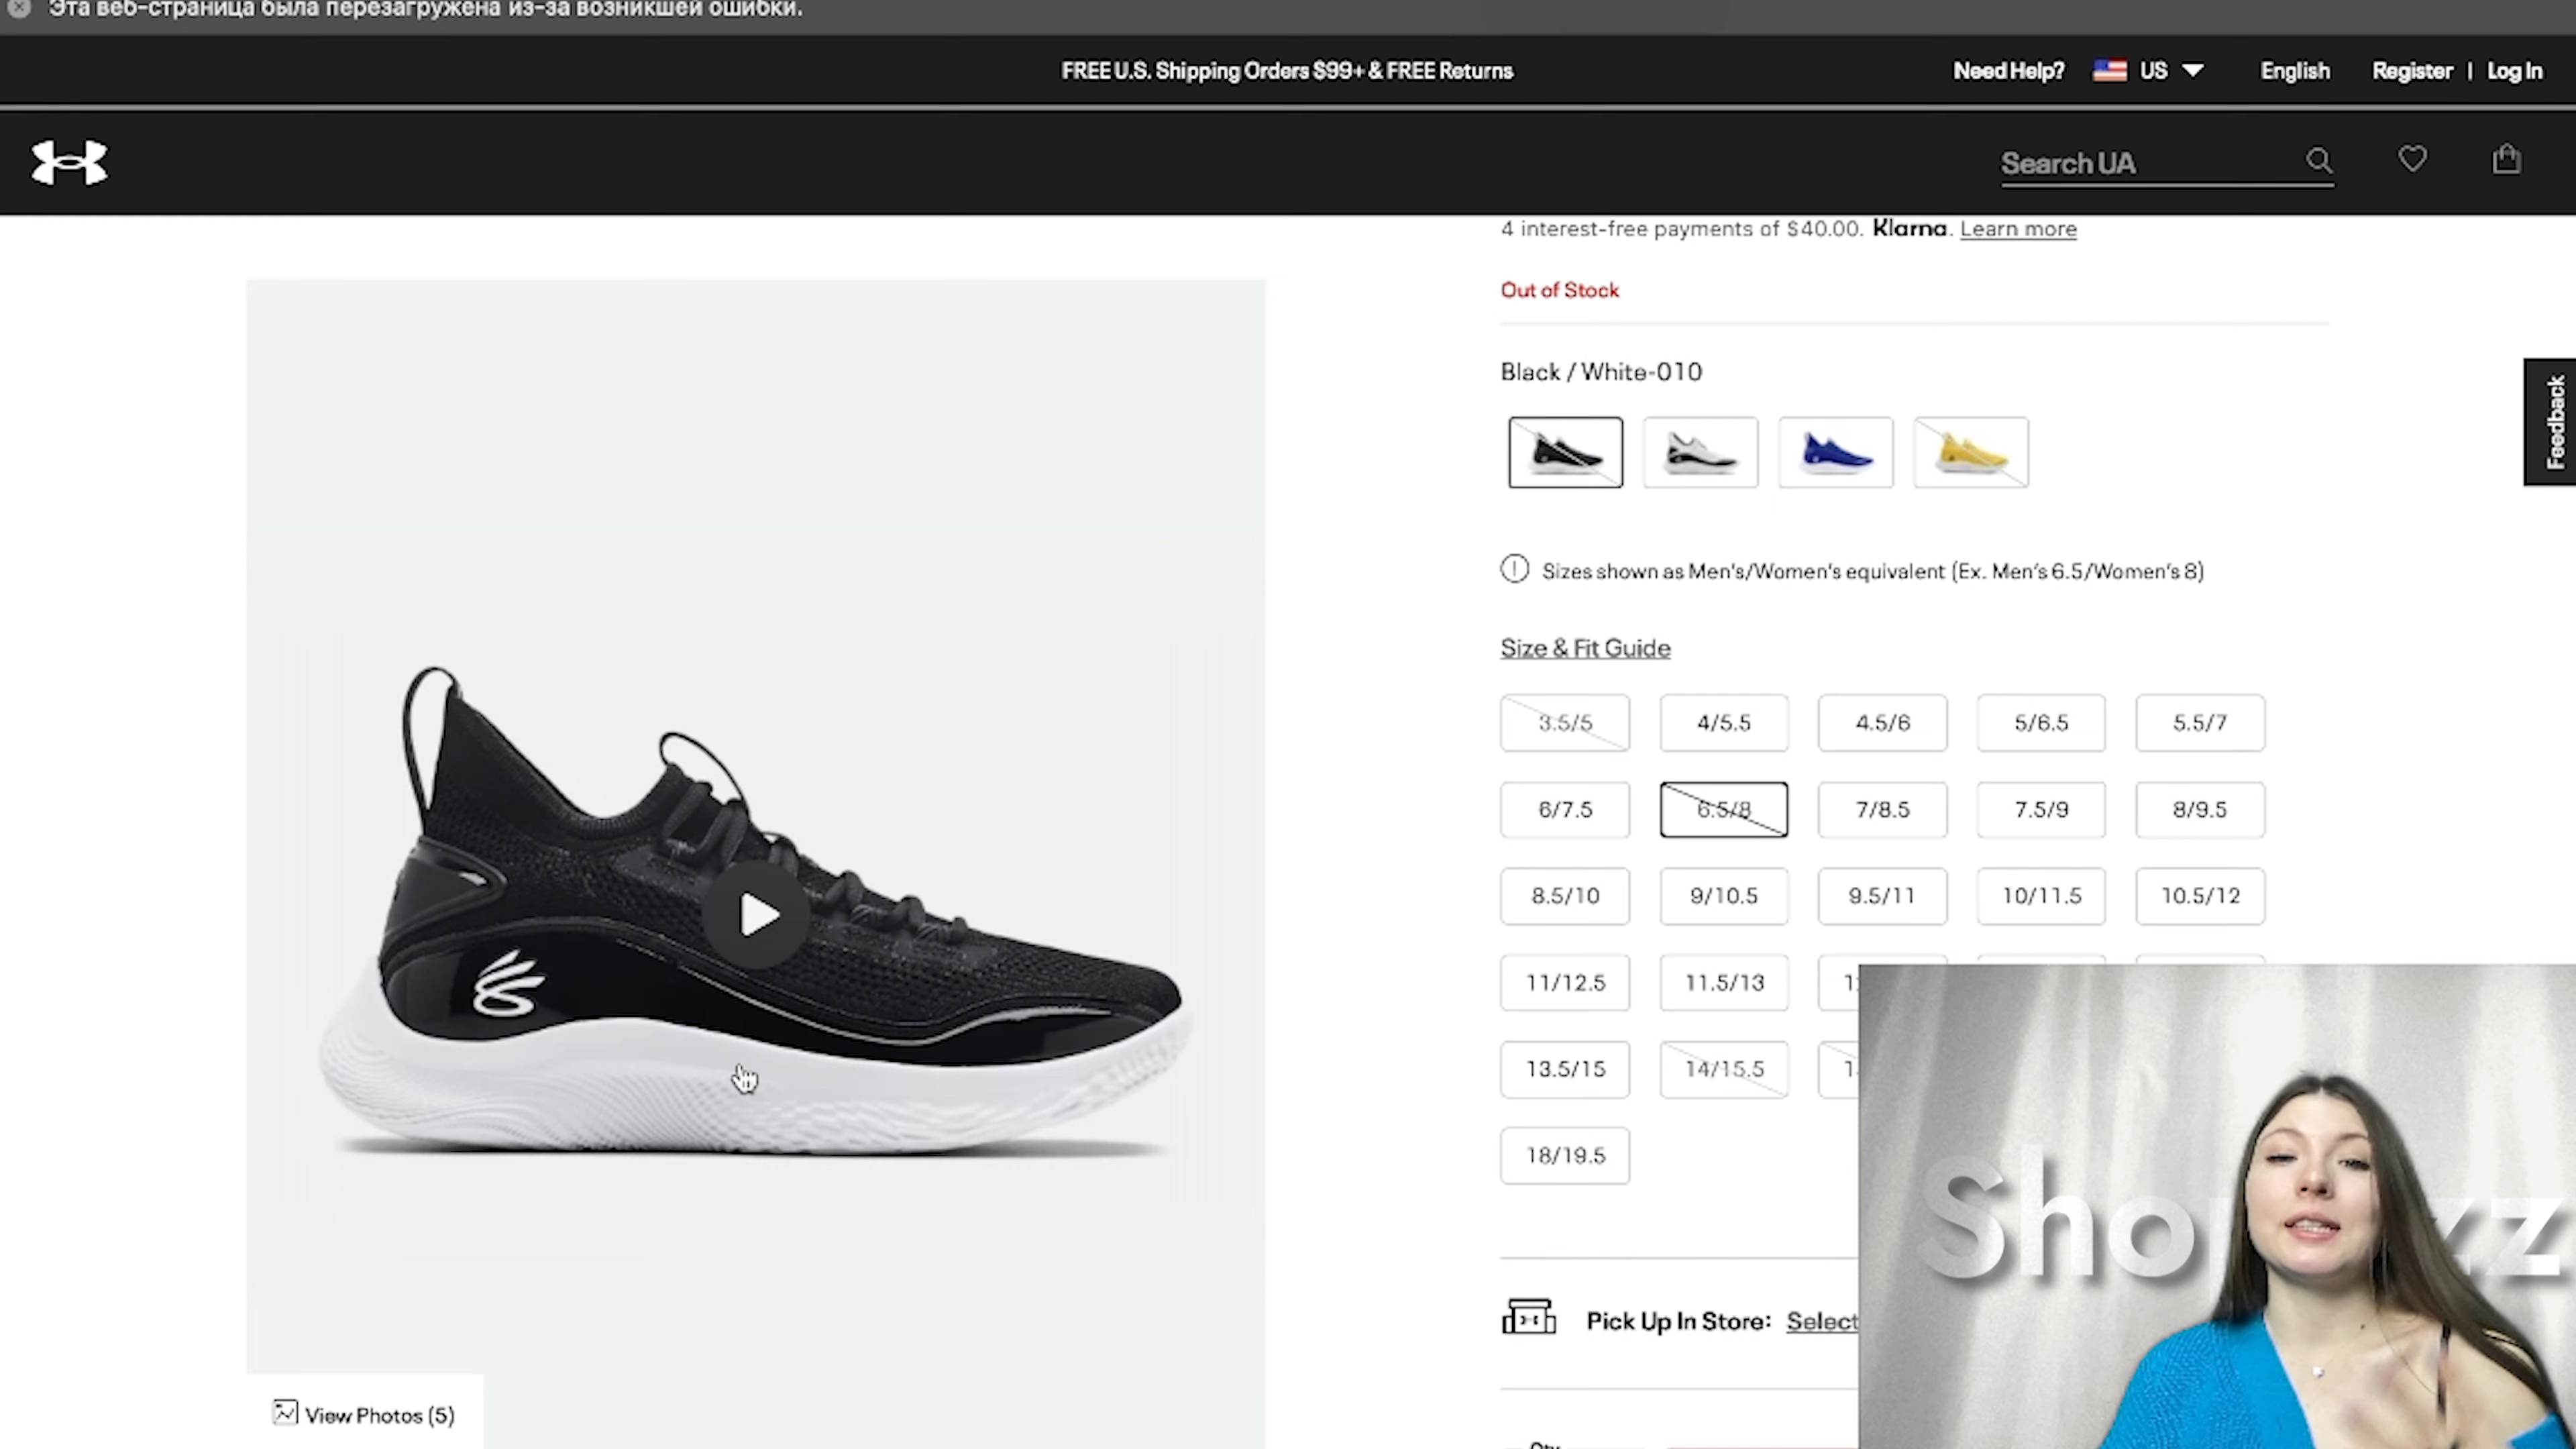 Эта веб-страница была перезагружена из-за возникшей ошибки.
FREE U.S. Shipping Orders $99+ & FREE Returns
Need Help? US English Register | Log In
Search UA
4 interest-free payments of $40.00. Klarna. Learn more
Out of Stock
Black / White-010
Feedback
Sizes shown as Men's/Women's equivalent (Ex. Men's 6.5/Women's 8)
Size & Fit Guide
3.5/5 4/5.5 4.5/6 5/6.5 5.5/7
6/7.5 6.5/8 7/8.5 7.5/9 8/9.5
8.5/10 9/10.5 9.5/11 10/11.5 10.5/12
11/12.5 11.5/13
13.5/15 14/15.5
18/19.5
Pick Up In Store: Select
View Photos (5)
Qty